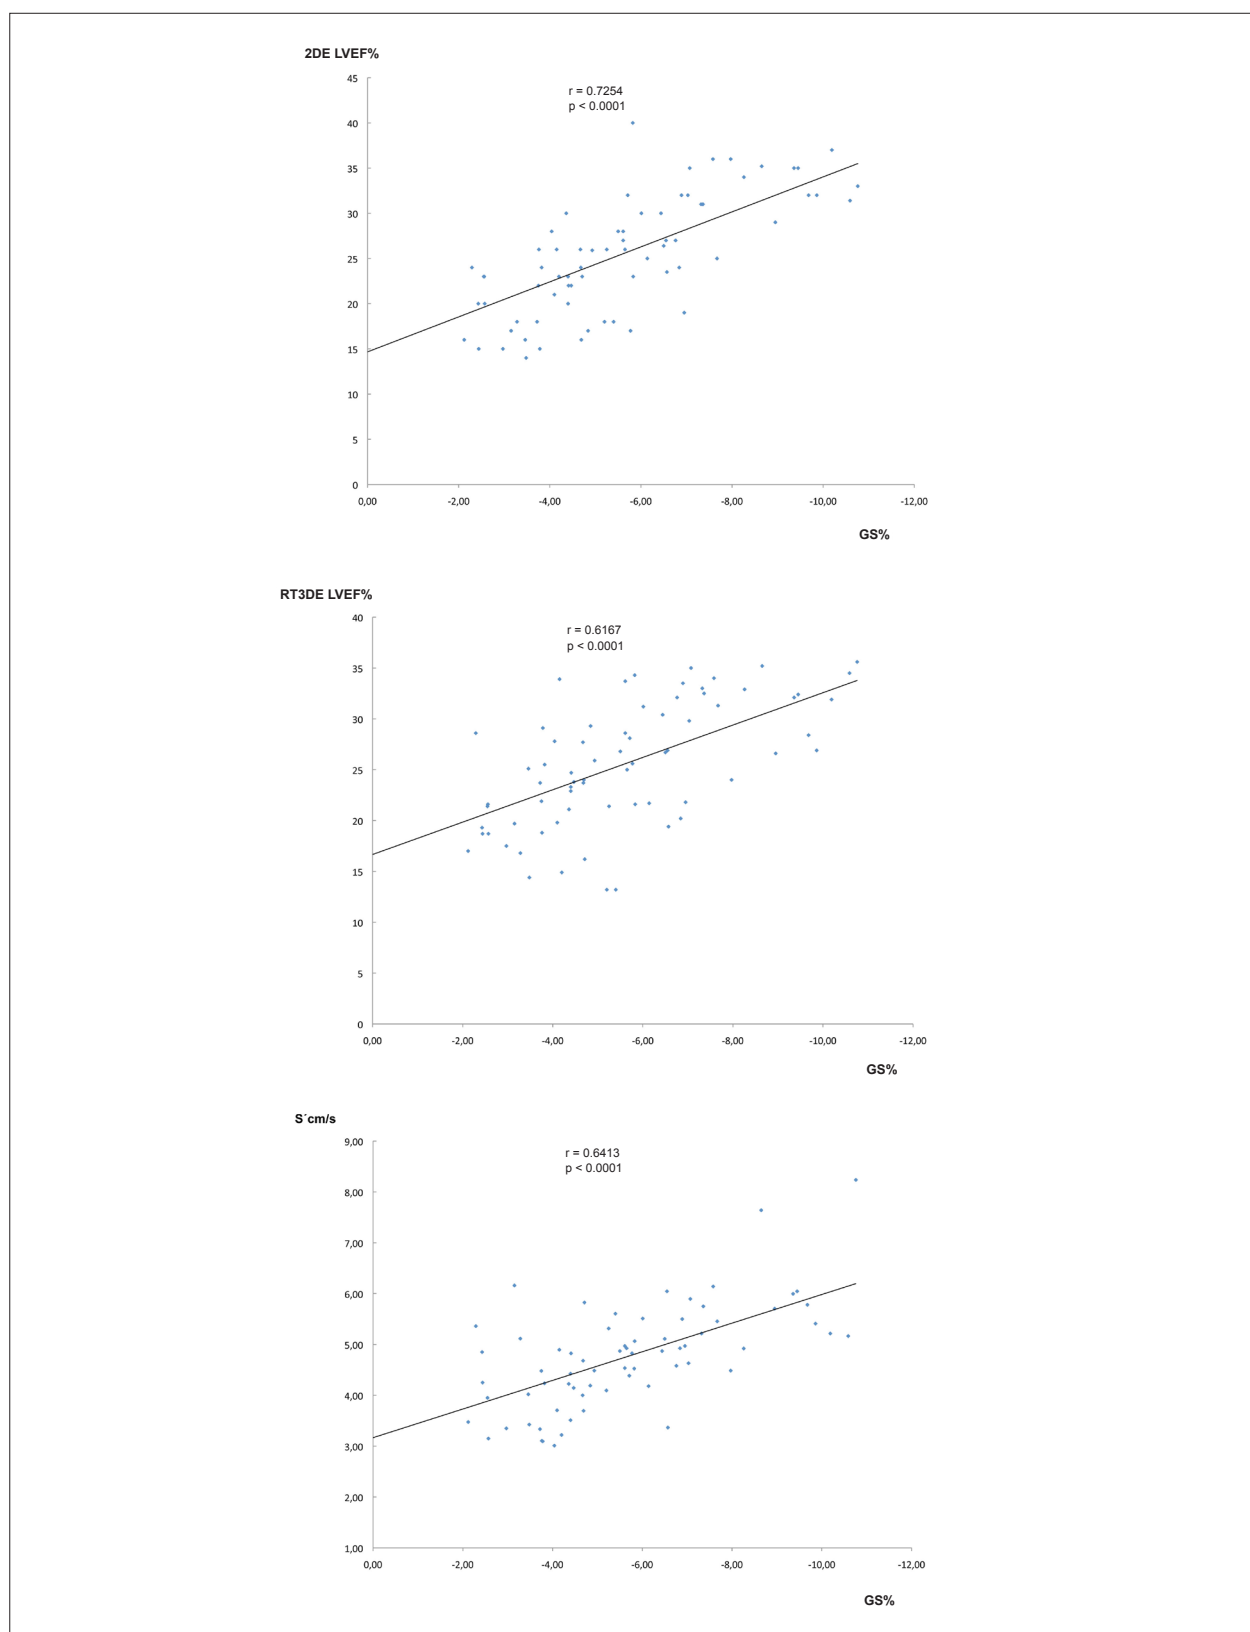 2DE LVEF%
r = 0.7254
p < 0.0001
45
40
35
30
25
20
15
10
5
0
0,00 -2,00 -4,00 -6,00 -8,00 -10,00 -12,00
GS%
RT3DE LVEF%
r = 0.6167
p < 0.0001
40
35
30
25
20
15
10
5
0
0,00 -2,00 -4,00 -6,00 -8,00 -10,00 -12,00
GS%
S´cm/s
r = 0.6413
p < 0.0001
9,00
8,00
7,00
6,00
5,00
4,00
3,00
2,00
1,00
0,00 -2,00 -4,00 -6,00 -8,00 -10,00 -12,00
GS%